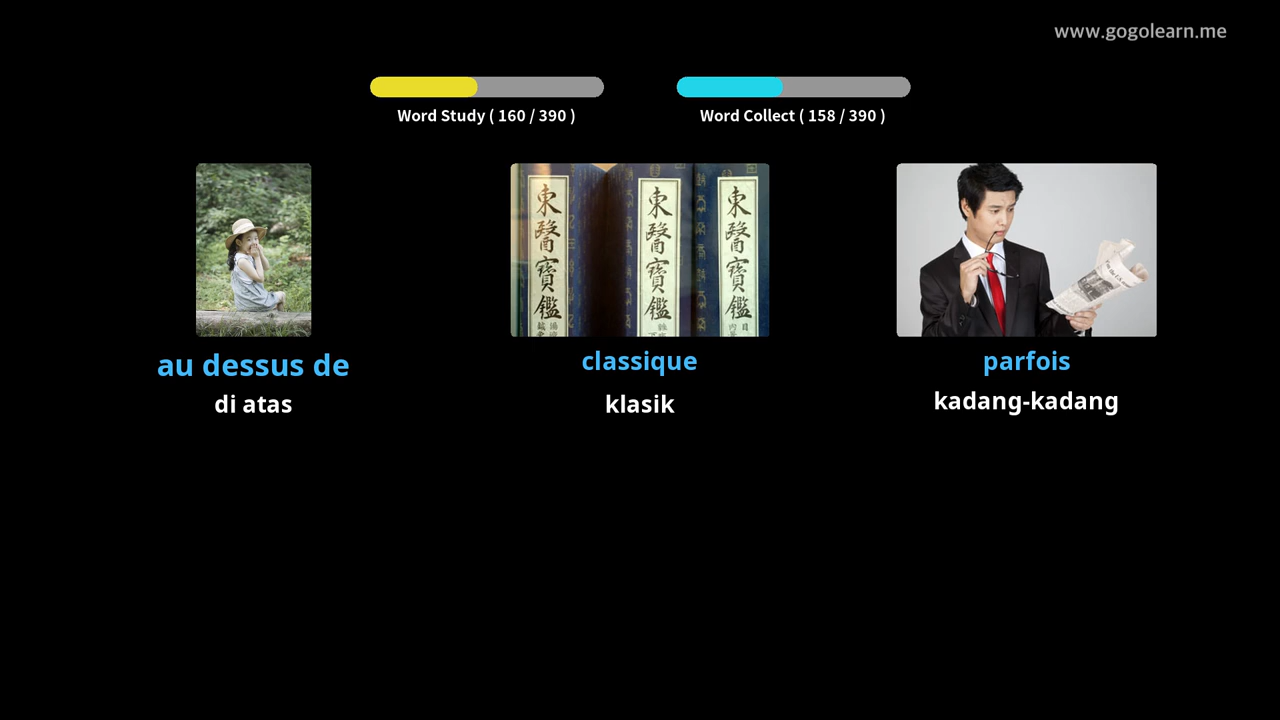 www.gogolearn.me
Word Study ( 160 / 390 )
Word Collect ( 158 / 390 )
東醫寶鑑
東醫寶鑑
東醫寶鑑
au dessus de
classique
parfois
di atas
klasik
kadang-kadang